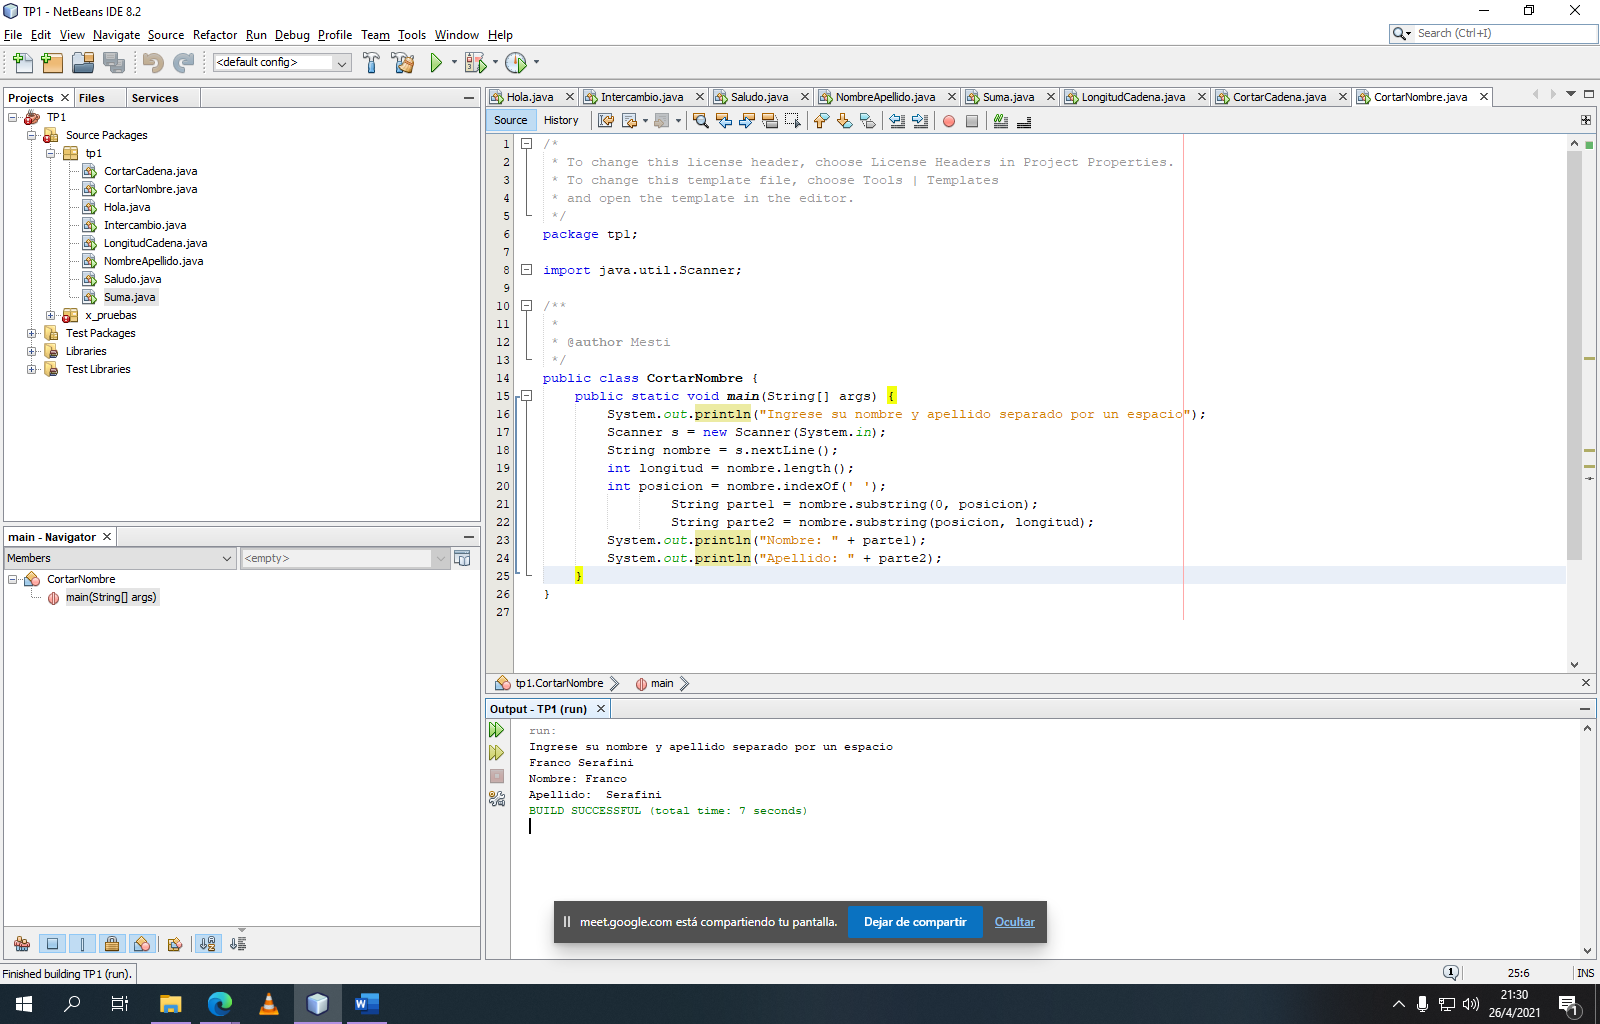 TP1 - NetBeans IDE 8.2
File Edit View Navigate Source Refactor Run Debug Profile Team Tools Window Help
Search (Ctrl+I)
<default config>
Projects Files Services
TP1
Source Packages
tp1
CortarCadena.java
CortarNombre.java
Hola.java
Intercambio.java
LongitudCadena.java
NombreApellido.java
Saludo.java
Suma.java
x_pruebas
Test Packages
Libraries
Test Libraries
main - Navigator
Members <empty>
CortarNombre
main(String[] args)
Hola.java Intercambio.java Saludo.java NombreApellido.java Suma.java LongitudCadena.java CortarCadena.java CortarNombre.java
Source History
1 /*
2 * To change this license header, choose License Headers in Project Properties.
3 * To change this template file, choose Tools | Templates
4 * and open the template in the editor.
5 */
6 package tp1;
7
8 import java.util.Scanner;
9
10 /**
11 *
12 * @author Mesti
13 */
14 public class CortarNombre {
15 public static void main(String[] args) {
16 System.out.println("Ingrese su nombre y apellido separado por un espacio");
17 Scanner s = new Scanner(System.in);
18 String nombre = s.nextLine();
19 int longitud = nombre.length();
20 int posicion = nombre.indexOf(' ');
21 String parte1 = nombre.substring(0, posicion);
22 String parte2 = nombre.substring(posicion, longitud);
23 System.out.println("Nombre: " + parte1);
24 System.out.println("Apellido: " + parte2);
25 }
26 }
27
tp1.CortarNombre main
Output - TP1 (run)
run:
Ingrese su nombre y apellido separado por un espacio
Franco Serafini
Nombre: Franco
Apellido:  Serafini
BUILD SUCCESSFUL (total time: 7 seconds)
meet.google.com está compartiendo tu pantalla. Dejar de compartir Ocultar
Finished building TP1 (run).
1 25:6 INS
21:30
26/4/2021
1